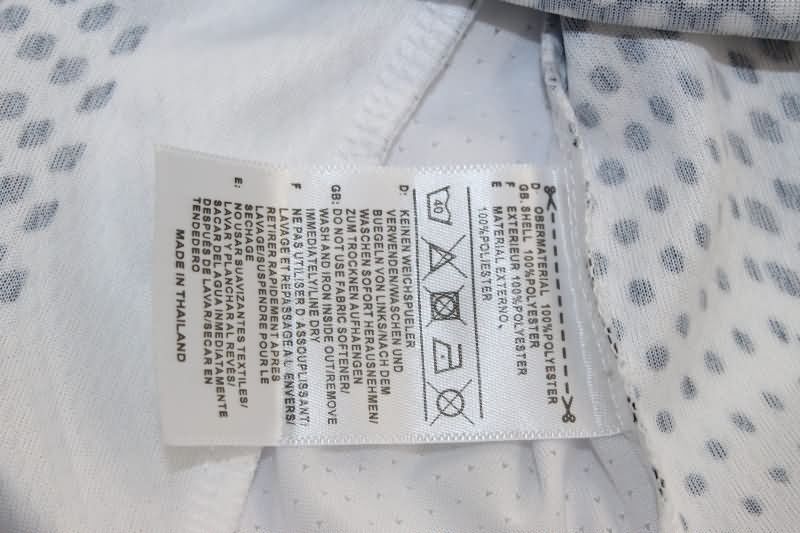 D. OBERMATERIAL 100%POLYESTER
GB. SHELL 100%POLYESTER
F EXTERIEUR 100%POLYESTER
E MATERIAL EXTERNO、
100%POLYIESTER
40
D: KEINEN WEICHSPUELER
VERWENDEN/WASCHEN UND
BUEGELN VON LINKS/NACH DEM
WASCHEN SOFORT HERAUSNEHMEN/
ZUM TROCKNEN AUFHAENGEN
GB: DO NOT USE FABRIC SOFTENER/
WASH AND IRON INSIDE OUT/REMOVE
IMMEDIATELY/LINE DRY
F NE PAS UTILISER D ASSOUPLISSANT/
LAVAGE ET REPASSAGE A L ENVERS/
RETIRER RAPIDEMENT APRES
LAVAGE/SUSPENDRE POUR LE
SECHAGE
E: NO USAR SUAVIZANTES TEXTILES/
LAVAR Y PLANCHAR AL REVÉS/
SACAR DEL AGUA INMEDIATAMENTE
DESPUÉS DE LAVAR/SECAR EN
TENDEDERO
MADE IN THAILAND